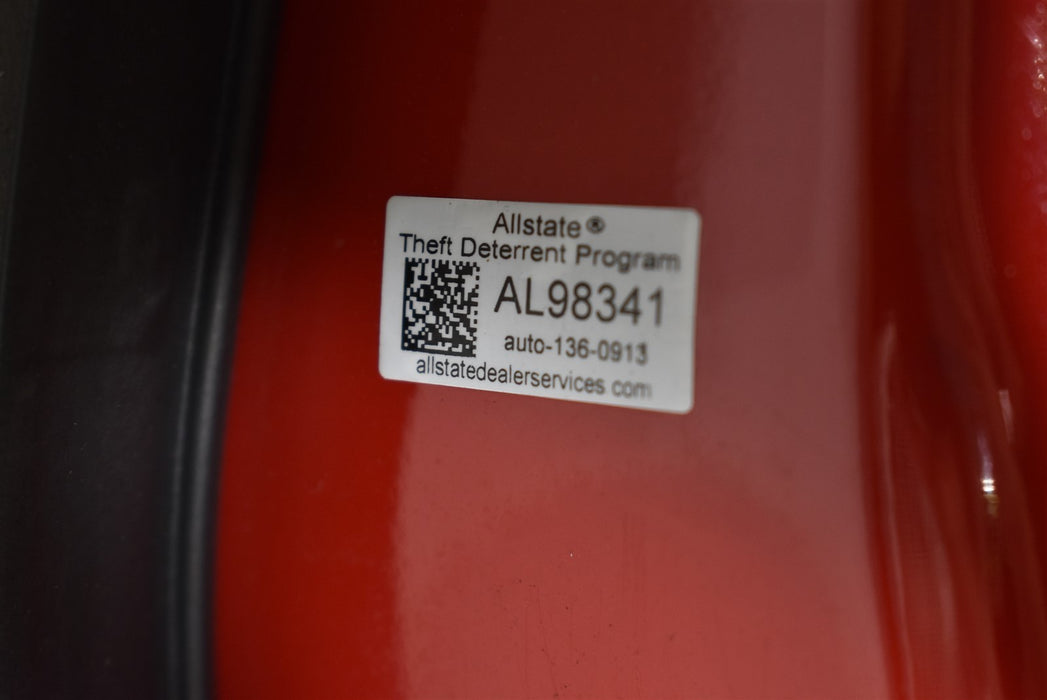 Allstate®
Theft Deterrent Program
AL98341
auto-136-0913
allstatedealerservices.com